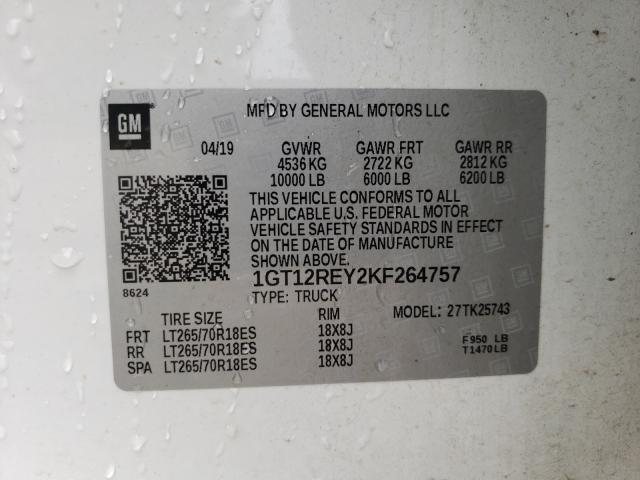 GM
MFD BY GENERAL MOTORS LLC
04/19 GVWR GAWR FRT GAWR RR
4536 KG 2722 KG 2812 KG
10000 LB 6000 LB 6200 LB
THIS VEHICLE CONFORMS TO ALL
APPLICABLE U.S. FEDERAL MOTOR
VEHICLE SAFETY STANDARDS IN EFFECT
ON THE DATE OF MANUFACTURE
SHOWN ABOVE.
8624 1GT12REY2KF264757
TYPE: TRUCK MODEL: 27TK25743
TIRE SIZE RIM
FRT LT265/70R18ES 18X8J F950 LB
RR LT265/70R18ES 18X8J T1470LB
SPA LT265/70R18ES 18X8J